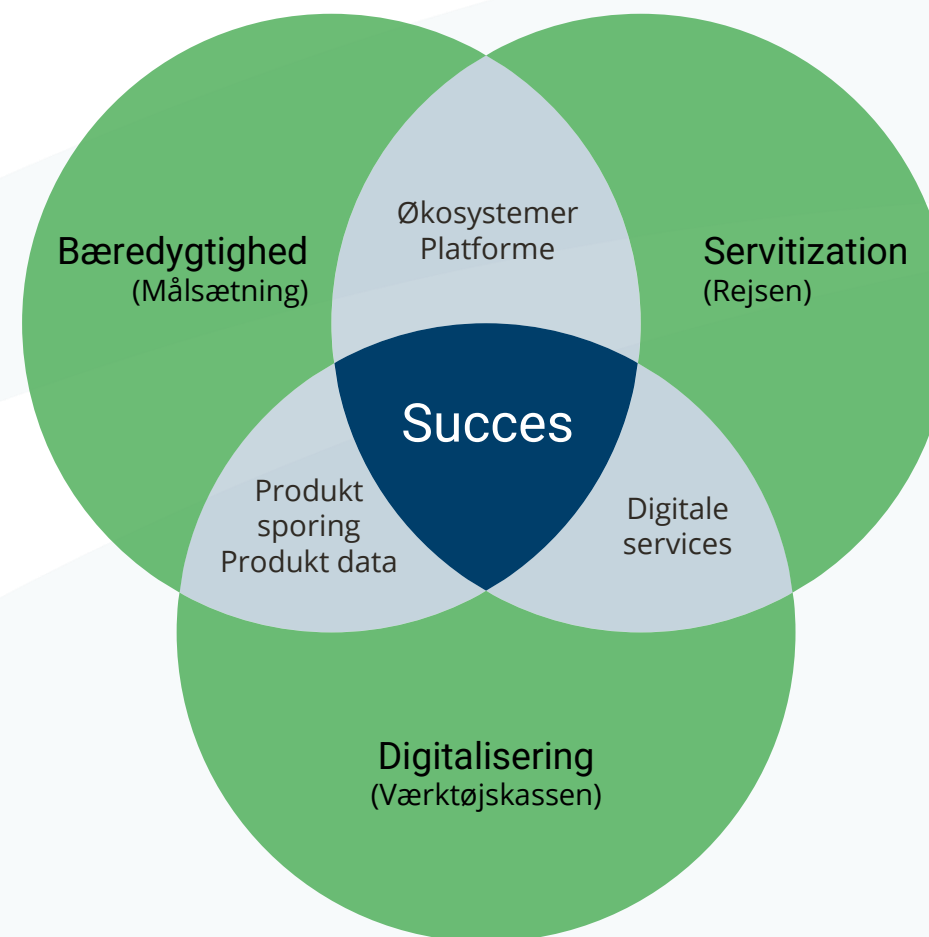 Økosystemer
Platforme
Bæredygtighed
(Målsætning)
Servitization
(Rejsen)
Succes
Produkt
sporing
Produkt data
Digitale
services
Digitalisering
(Værktøjskassen)